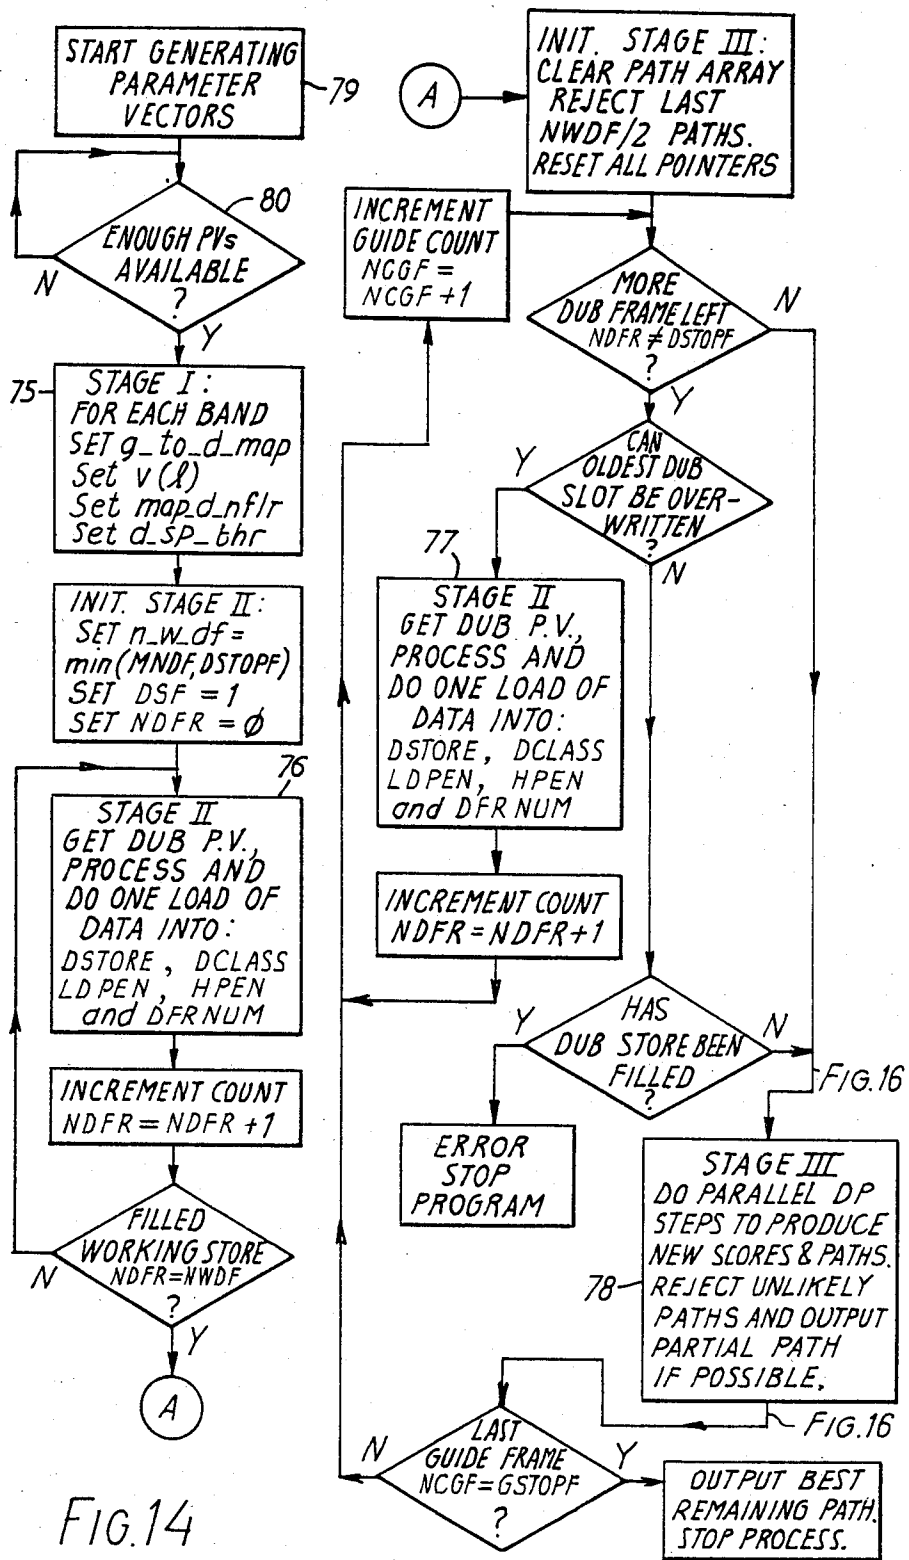 START GENERATING
PARAMETER
VECTORS
79
80
ENOUGH PVs
AVAILABLE
?
N
Y
75
STAGE I:
FOR EACH BAND
SET g_to_d_map
Set v(l)
Set map_d_nflr
Set d_sp_thr
INIT. STAGE II:
SET n_w_df=
min(MNDF,DSTOPF)
SET DSF = 1
SET NDFR = ϕ
76
STAGE II
GET DUB P.V.,
PROCESS AND
DO ONE LOAD OF
DATA INTO:
DSTORE, DCLASS
LDPEN, HPEN
and DFRNUM
INCREMENT COUNT
NDFR=NDFR+1
FILLED
WORKING STORE
NDFR=NWDF
?
N
Y
A
A
INIT. STAGE III:
CLEAR PATH ARRAY
REJECT LAST
NWDF/2 PATHS.
RESET ALL POINTERS
INCREMENT
GUIDE COUNT
NCGF=
NCGF+1
MORE
DUB FRAME LEFT
NDFR≠DSTOPF
?
N
Y
CAN
OLDEST DUB
SLOT BE OVER-
WRITTEN
?
Y
N
77
STAGE II
GET DUB P.V.,
PROCESS AND
DO ONE LOAD OF
DATA INTO:
DSTORE, DCLASS
LDPEN, HPEN
and DFRNUM
INCREMENT COUNT
NDFR=NDFR+1
HAS
DUB STORE BEEN
FILLED
?
Y
N
FIG.16
ERROR
STOP
PROGRAM
78
STAGE III
DO PARALLEL DP
STEPS TO PRODUCE
NEW SCORES & PATHS.
REJECT UNLIKELY
PATHS AND OUTPUT
PARTIAL PATH
IF POSSIBLE,
FIG.16
LAST
GUIDE FRAME
NCGF=GSTOPF
?
N
Y
OUTPUT BEST
REMAINING PATH.
STOP PROCESS.
FIG.14